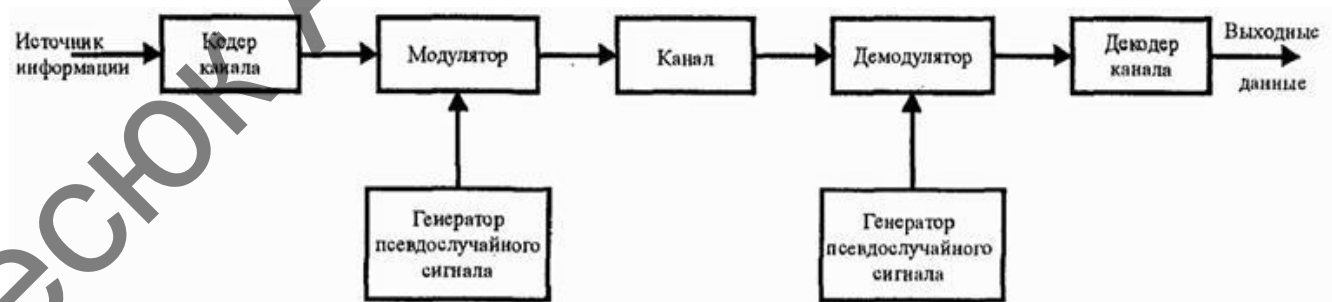 Источник
информации
Кодер
канала
Модулятор
Канал
Демодулятор
Декодер
канала
Выходные
данные
Генератор
псевдослучайного
сигнала
Генератор
псевдослучайного
сигнала